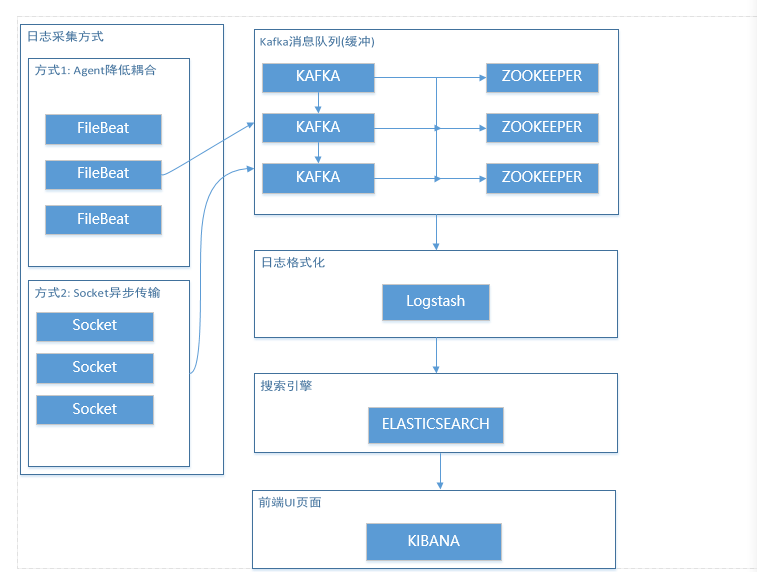 日志采集方式
方式1: Agent降低耦合
FileBeat
FileBeat
FileBeat
方式2: Socket异步传输
Socket
Socket
Socket
Kafka消息队列(缓冲)
KAFKA
ZOOKEEPER
KAFKA
ZOOKEEPER
KAFKA
ZOOKEEPER
日志格式化
Logstash
搜索引擎
ELASTICSEARCH
前端UI页面
KIBANA